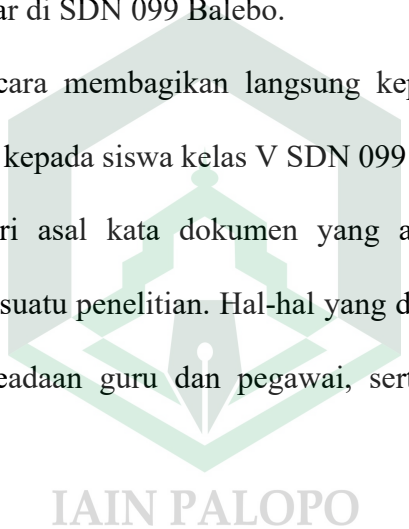 ar di SDN 099 Balebo.
cara membagikan langsung kep
kepada siswa kelas V SDN 099
ri asal kata dokumen yang a
suatu penelitian. Hal-hal yang d
eadaan guru dan pegawai, sert
IAIN PALOPO